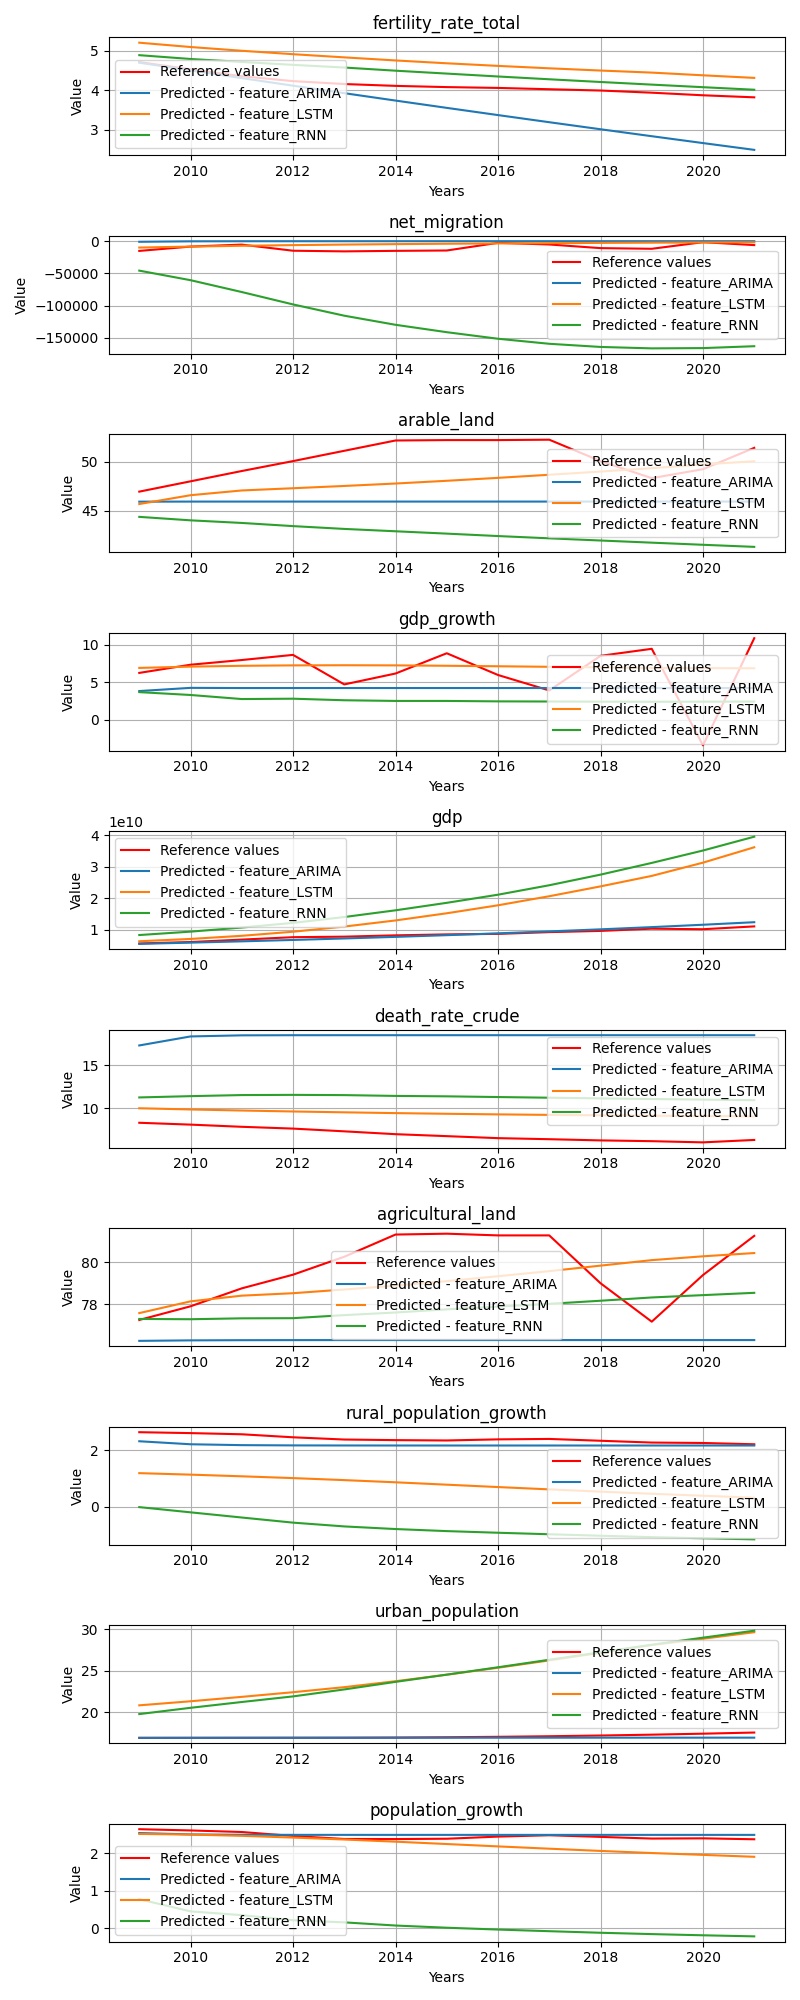 fertility_rate_total
5
4
3
Value
Reference values
Predicted - feature_ARIMA
Predicted - feature_LSTM
Predicted - feature_RNN
2010 2012 2014 2016 2018 2020
Years
net_migration
0
−50000
−100000
−150000
Value
Reference values
Predicted - feature_ARIMA
Predicted - feature_LSTM
Predicted - feature_RNN
2010 2012 2014 2016 2018 2020
Years
arable_land
50
45
Value
Reference values
Predicted - feature_ARIMA
Predicted - feature_LSTM
Predicted - feature_RNN
2010 2012 2014 2016 2018 2020
Years
gdp_growth
10
5
0
Value
Reference values
Predicted - feature_ARIMA
Predicted - feature_LSTM
Predicted - feature_RNN
2010 2012 2014 2016 2018 2020
Years
gdp
1e10
4
3
2
1
Value
Reference values
Predicted - feature_ARIMA
Predicted - feature_LSTM
Predicted - feature_RNN
2010 2012 2014 2016 2018 2020
Years
death_rate_crude
15
10
Value
Reference values
Predicted - feature_ARIMA
Predicted - feature_LSTM
Predicted - feature_RNN
2010 2012 2014 2016 2018 2020
Years
agricultural_land
80
78
Value
Reference values
Predicted - feature_ARIMA
Predicted - feature_LSTM
Predicted - feature_RNN
2010 2012 2014 2016 2018 2020
Years
rural_population_growth
2
0
Value
Reference values
Predicted - feature_ARIMA
Predicted - feature_LSTM
Predicted - feature_RNN
2010 2012 2014 2016 2018 2020
Years
urban_population
30
25
20
Value
Reference values
Predicted - feature_ARIMA
Predicted - feature_LSTM
Predicted - feature_RNN
2010 2012 2014 2016 2018 2020
Years
population_growth
2
1
0
Value
Reference values
Predicted - feature_ARIMA
Predicted - feature_LSTM
Predicted - feature_RNN
2010 2012 2014 2016 2018 2020
Years